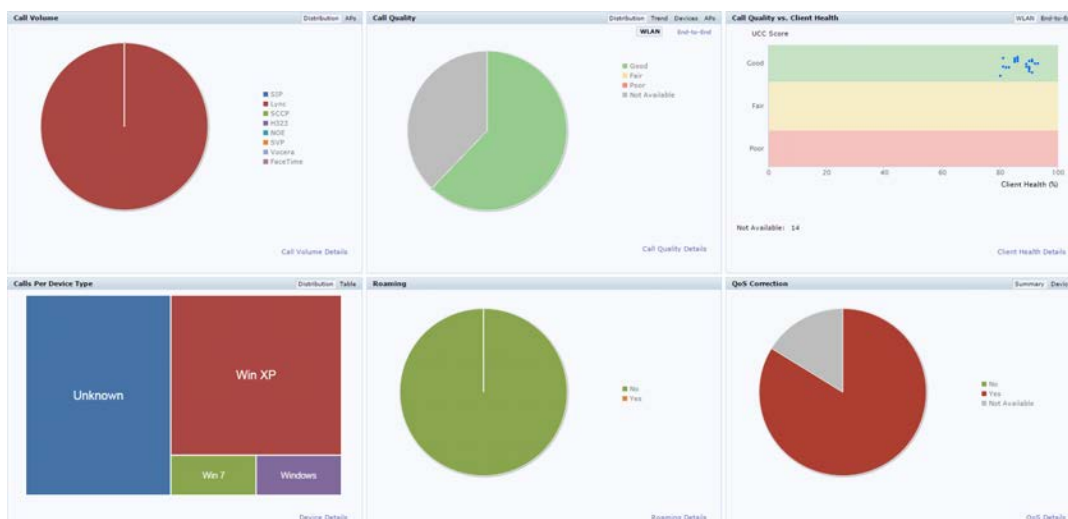 Call Volume
Distribution APs
SIP
Lync
SCCP
H323
NOE
SVP
Vocera
FaceTime
Call Volume Details
Call Quality
Distribution Trend Devices APs
WLAN End-to-End
Good
Fair
Poor
Not Available
Call Quality Details
Call Quality vs. Client Health
WLAN
UCC Score
Good
Fair
Poor
0 20 40 60 80 100
Client Health (%)
Not Available: 14
Client Health Details
Calls Per Device Type
Distribution Table
Unknown
Win XP
Win 7
Windows
Device Details
Roaming
No
Yes
Roaming Details
QoS Correction
Summary
No
Yes
Not Available
QoS Details